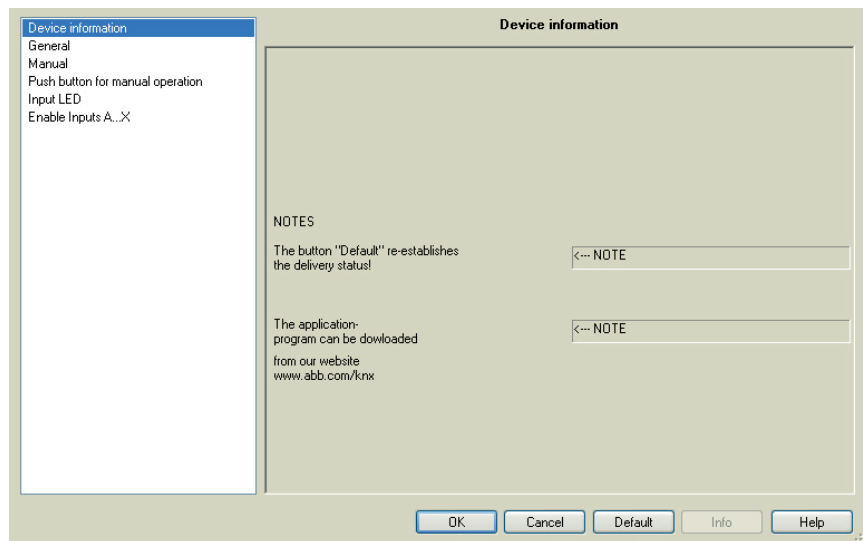 Device information
General
Manual
Push button for manual operation
Input LED
Enable Inputs A...X
Device information
NOTES
The button "Default" re-establishes
the delivery status!
<--- NOTE
The application-
program can be dowloaded
<--- NOTE
from our website
www.abb.com/knx
OK
Cancel
Default
Info
Help